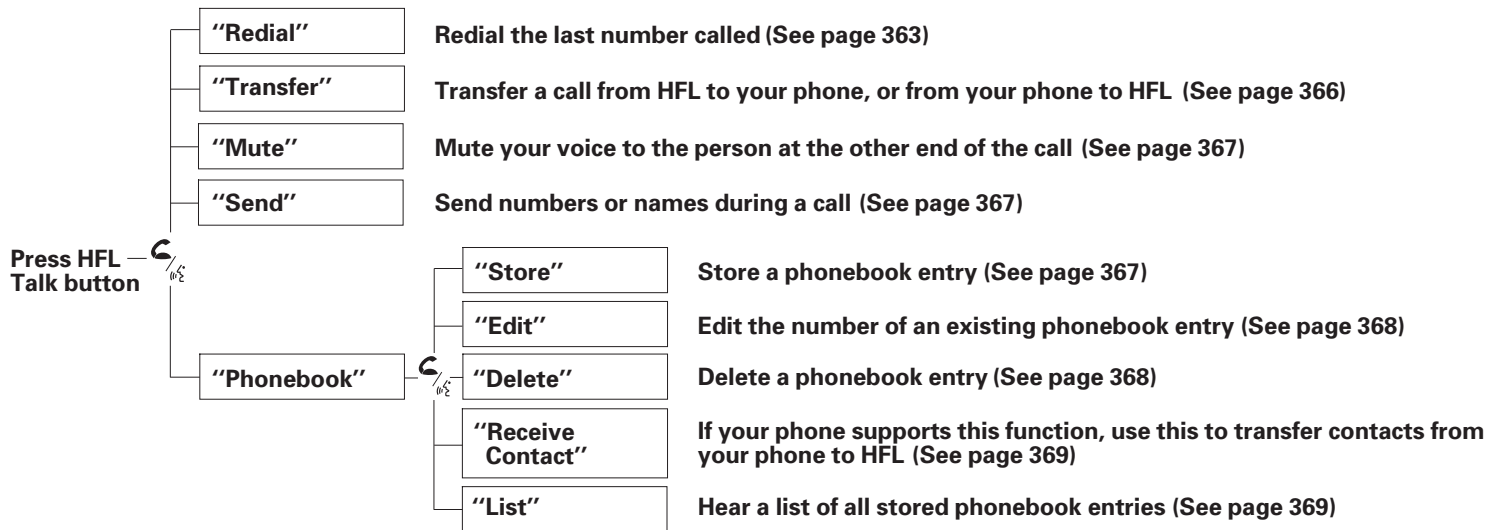 "Redial" Redial the last number called (See page 363)
"Transfer" Transfer a call from HFL to your phone, or from your phone to HFL (See page 366)
"Mute" Mute your voice to the person at the other end of the call (See page 367)
"Send" Send numbers or names during a call (See page 367)
Press HFL
Talk button
"Store" Store a phonebook entry (See page 367)
"Edit" Edit the number of an existing phonebook entry (See page 368)
"Phonebook"
"Delete" Delete a phonebook entry (See page 368)
"Receive
Contact"
If your phone supports this function, use this to transfer contacts from
your phone to HFL (See page 369)
"List" Hear a list of all stored phonebook entries (See page 369)